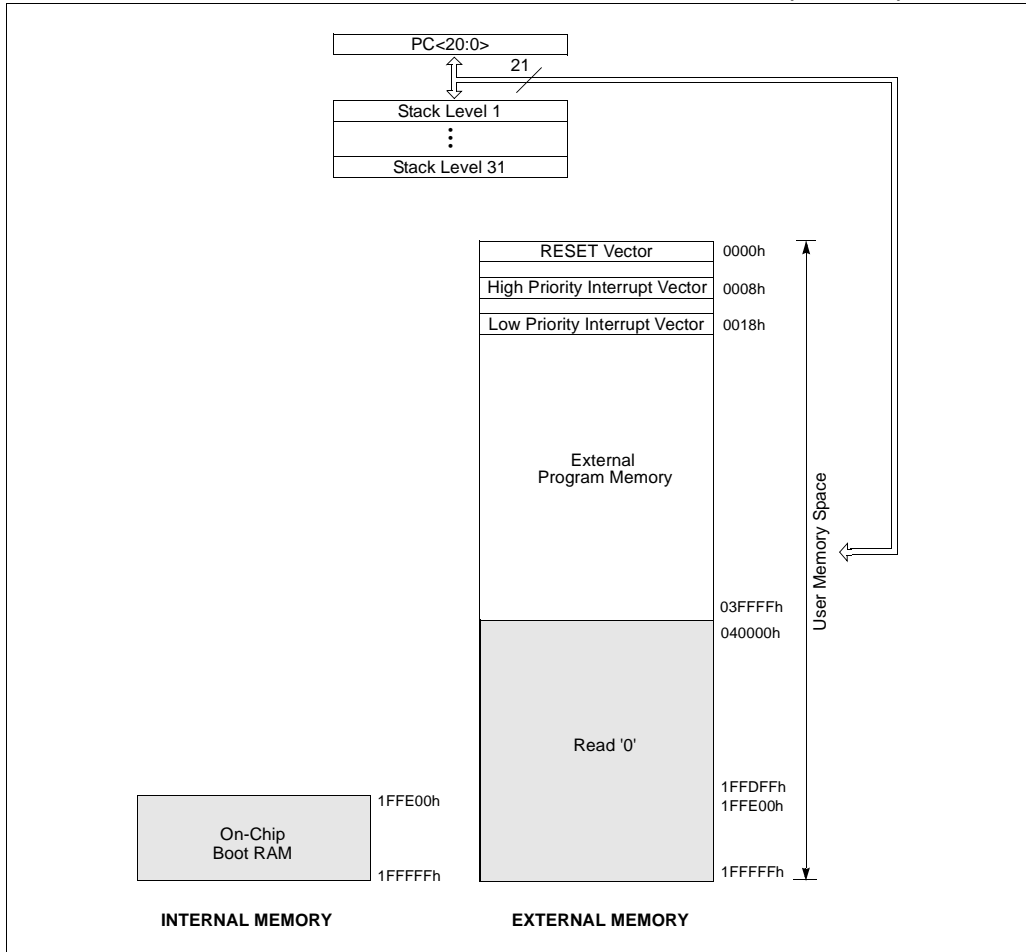 PC<20:0>
21
Stack Level 1
Stack Level 31
RESET Vector
0000h
High Priority Interrupt Vector
0008h
Low Priority Interrupt Vector
0018h
External
Program Memory
User Memory Space
03FFFFh
040000h
Read '0'
1FFDFFh
1FFE00h
1FFE00h
On-Chip
Boot RAM
1FFFFFh
1FFFFFh
INTERNAL MEMORY
EXTERNAL MEMORY